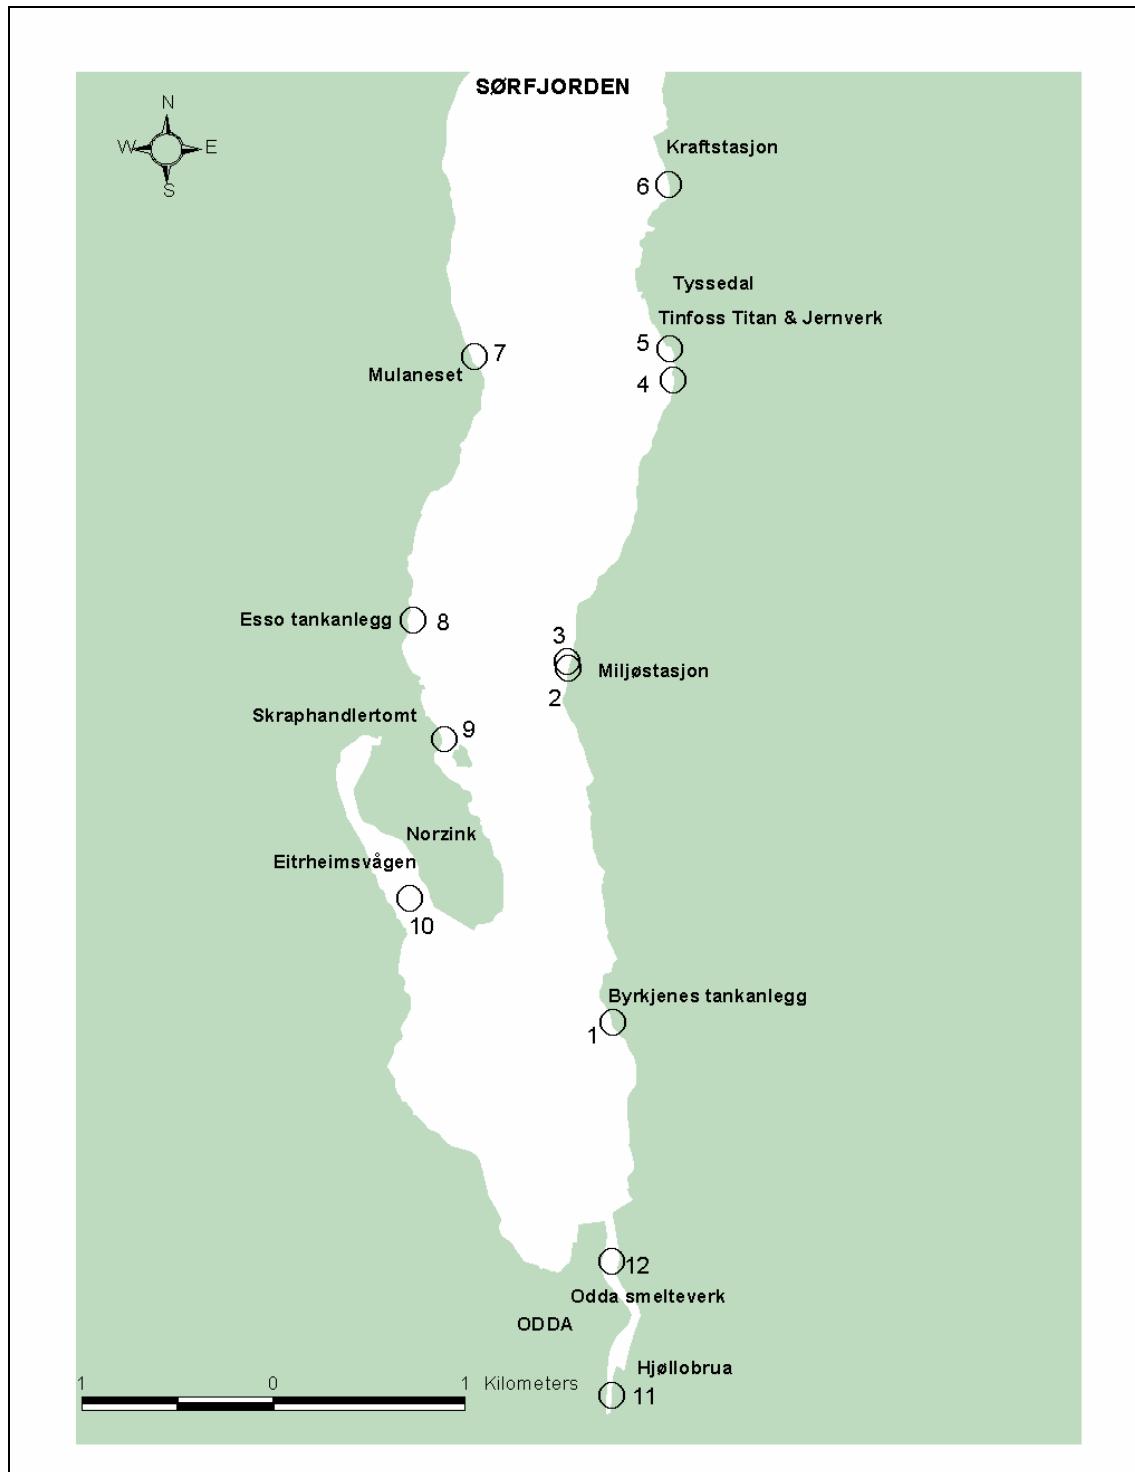 SØRFJORDEN
N
W E
S
Kraftstasjon
6
Tyssedal
Tinfoss Titan & Jernverk
5
7
4
Mulaneset
Esso tankanlegg 8
3
Miljøstasjon
2
Skraphandlertomt
9
Norzink
Eitrheimsvågen
10
Byrkjenes tankanlegg
1
12
Odda smelteverk
ODDA
Hjøllobrua
11
1 0 1 Kilometers